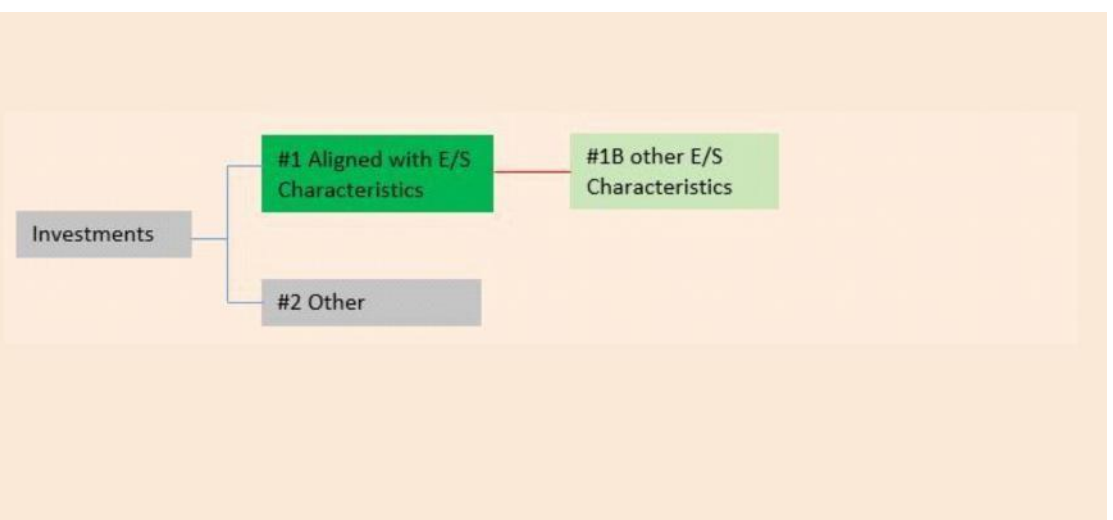 #1 Aligned with E/S
Characteristics
#1B other E/S
Characteristics
Investments
#2 Other